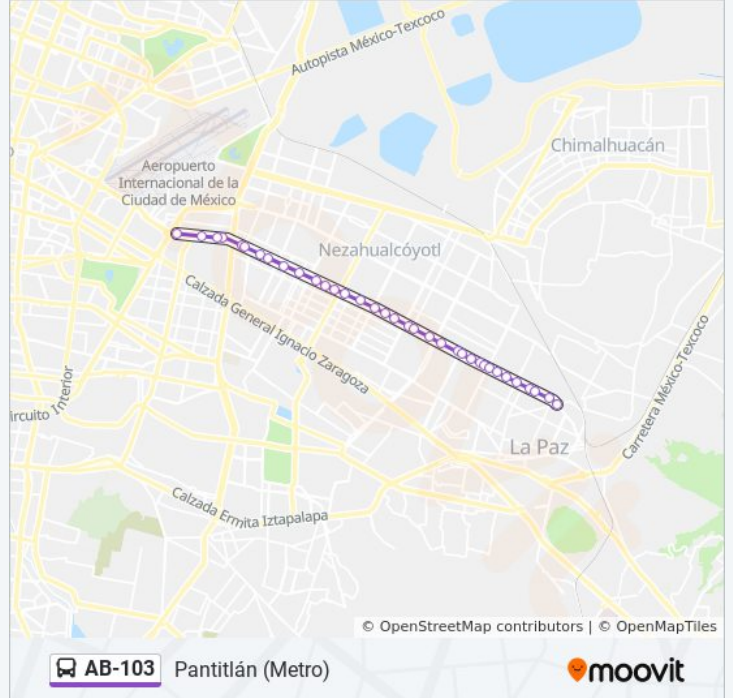 Autopista México-Texcoco
Chimalhuacán
Aeropuerto
Internacional de la
Ciudad de México
Nezahualcóyotl
Calzada General Ignacio Zaragoza
Carretera México-Texcoco
ircuito Interior
La Paz
Calzada Ermita Iztapalapa
© OpenStreetMap contributors | © OpenMapTiles
AB-103 Pantitlán (Metro)
moovit